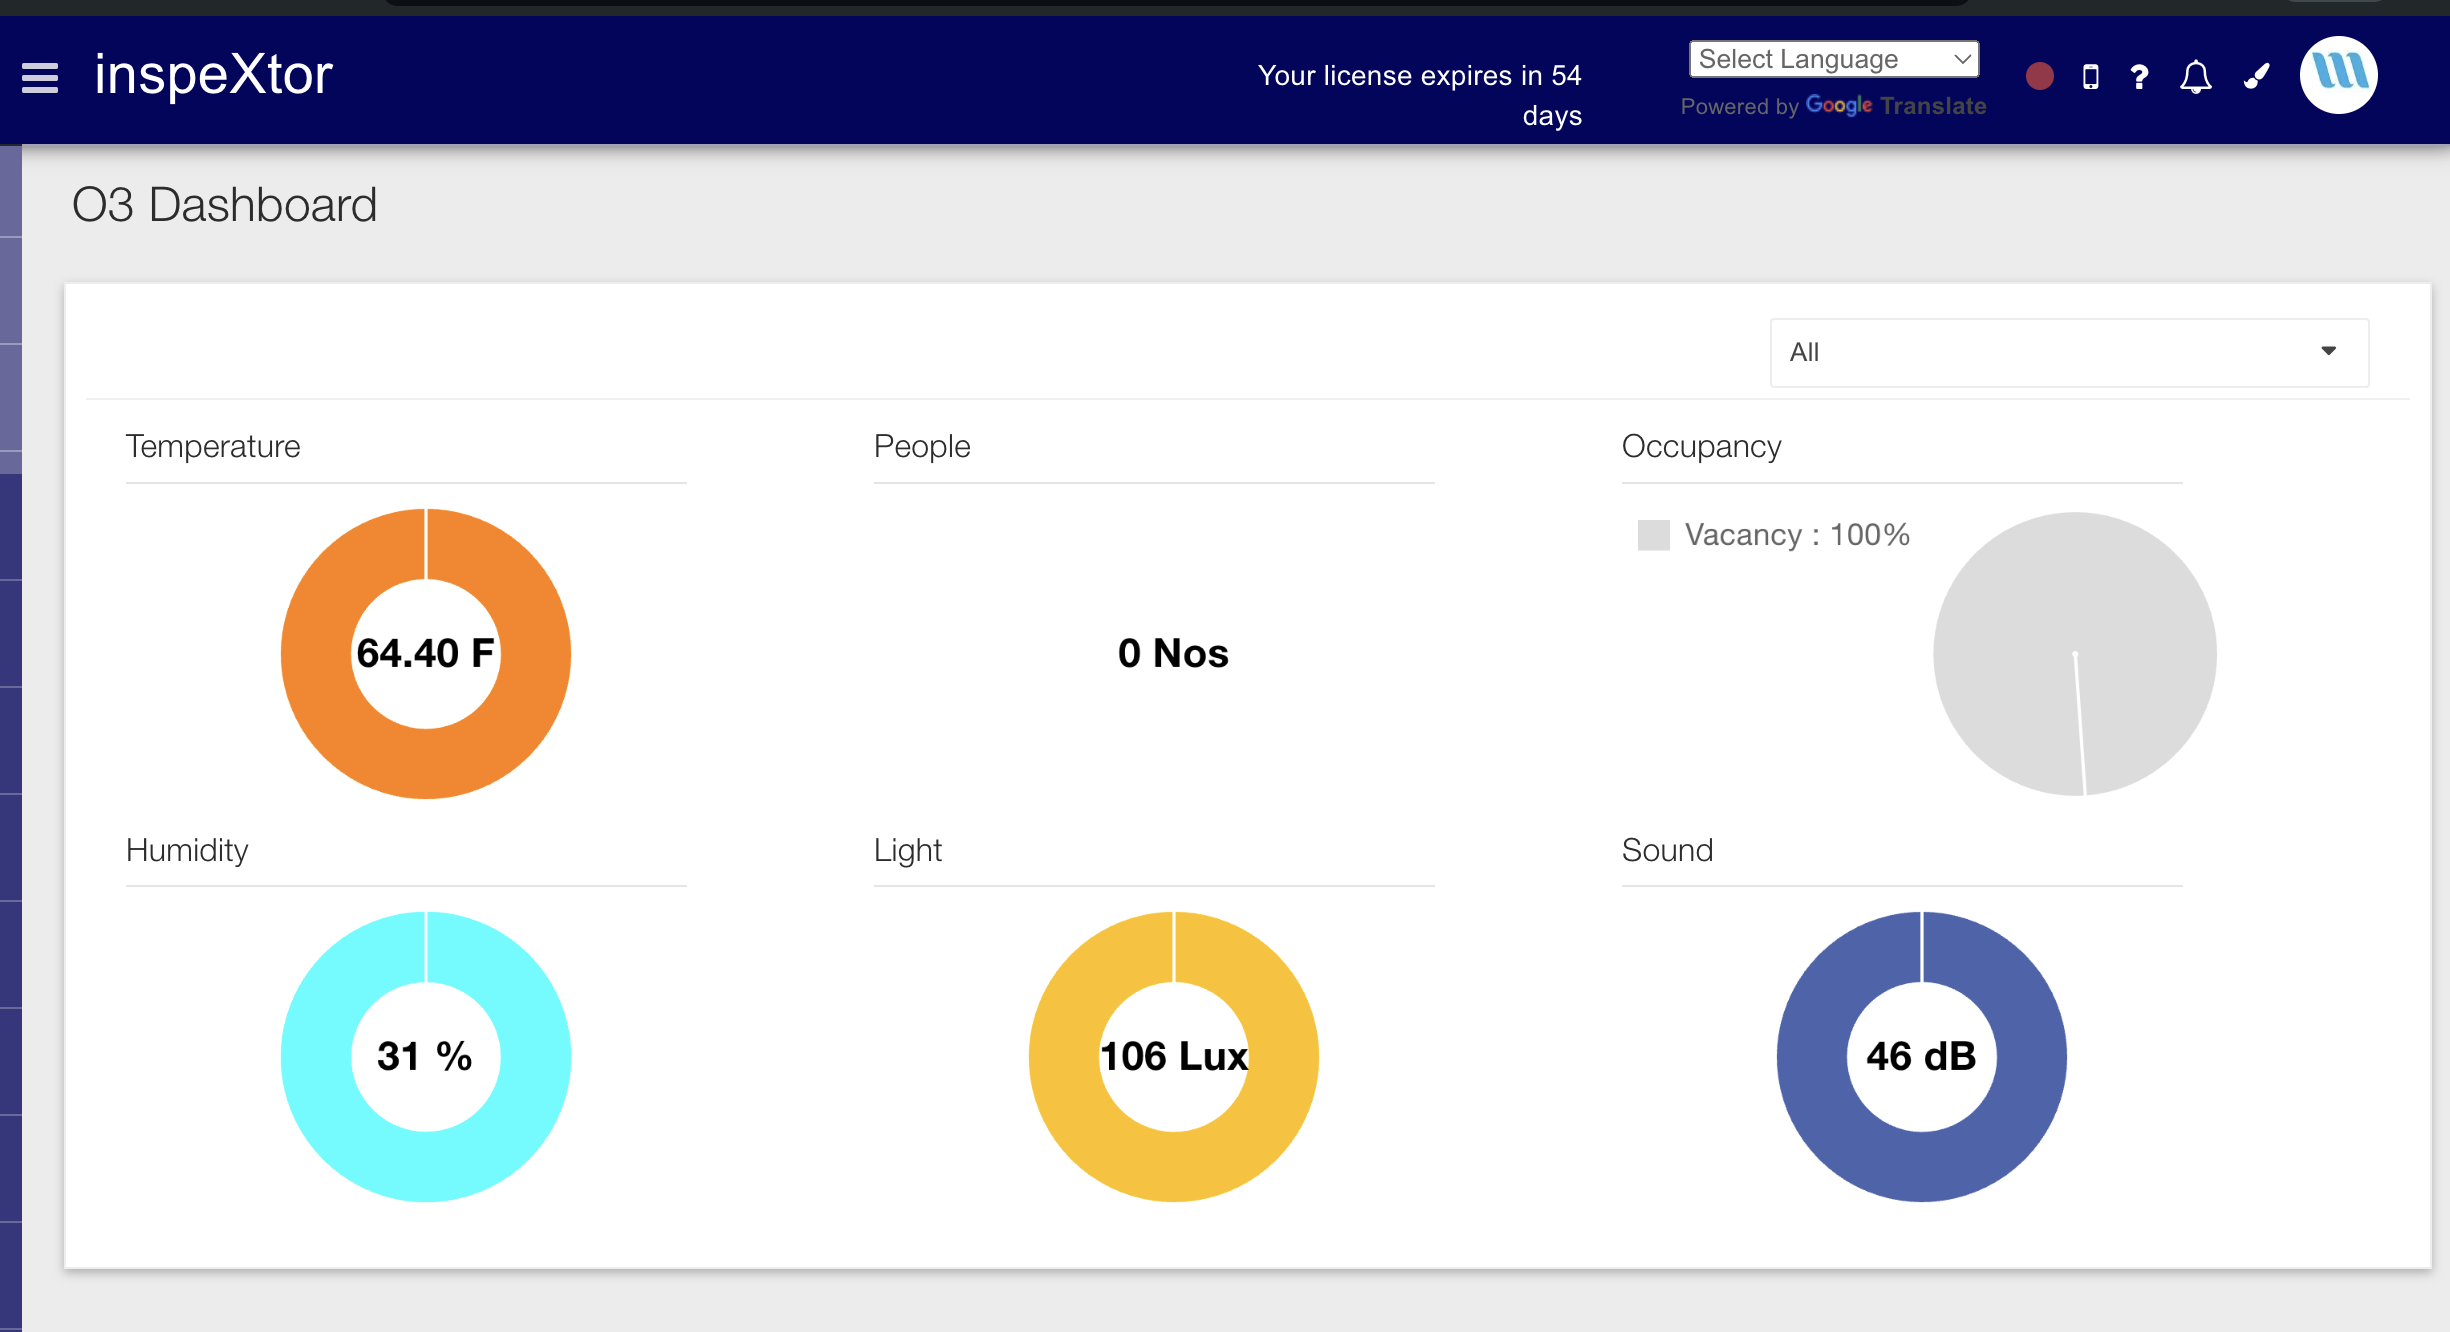 inspeXtor
Your license expires in 54
days
Select Language
Powered by Google Translate
O3 Dashboard
All
Temperature
People
Occupancy
Vacancy : 100%
64.40 F
0 Nos
Humidity
Light
Sound
31 %
106 Lux
46 dB